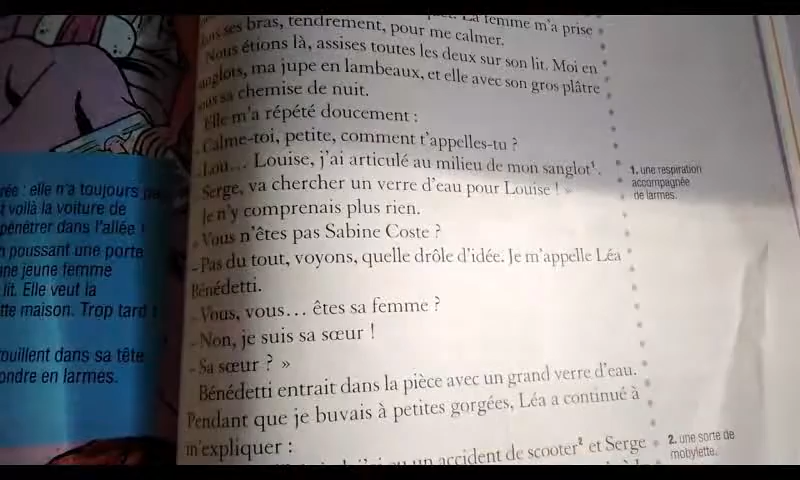 La femme m'a prise
ses bras, tendrement, pour me calmer.
Nous étions là, assises toutes les deux sur son lit. Moi en
sanglots, ma jupe en lambeaux, et elle avec son gros plâtre
sous sa chemise de nuit.
Elle m'a répété doucement :
– Calme-toi, petite, comment t'appelles-tu ?
– Lou… Louise, j'ai articulé au milieu de mon sanglot¹.
Serge, va chercher un verre d'eau pour Louise ! »
Je n'y comprenais plus rien.
« Vous n'êtes pas Sabine Coste ?
– Pas du tout, voyons, quelle drôle d'idée. Je m'appelle Léa
Bénédetti.
– Vous, vous… êtes sa femme ?
– Non, je suis sa sœur !
– Sa sœur ? »
Bénédetti entrait dans la pièce avec un grand verre d'eau.
Pendant que je buvais à petites gorgées, Léa a continué à
m'expliquer :
un accident de scooter² et Serge
1. une respiration
accompagnée
de larmes.
2. une sorte de
mobylette.
elle n'a toujours
voilà la voiture de
pénétrer dans l'allée !
poussant une porte
une jeune femme
lit. Elle veut la
maison. Trop tard !
dans sa tête
en larmes.